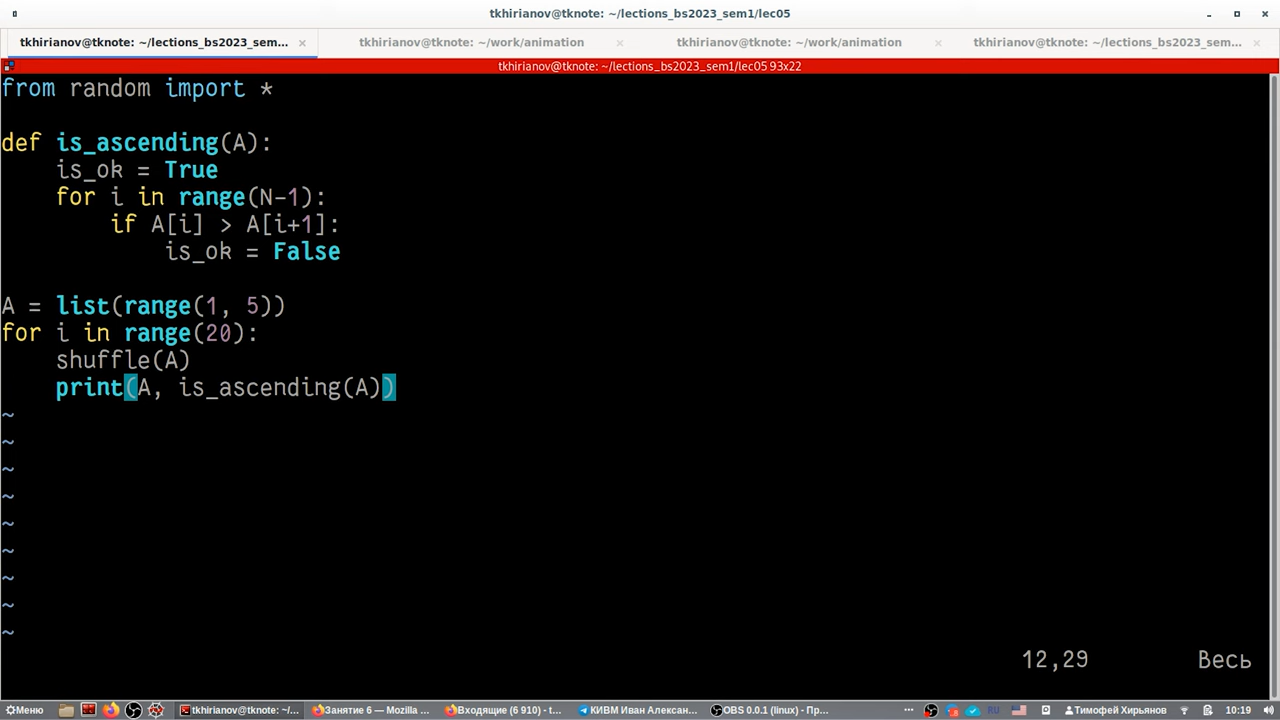 tkhirianov@tknote: ~/lections_bs2023_sem1/lec05
tkhirianov@tknote: ~/lections_bs2023_sem...
tkhirianov@tknote: ~/work/animation
tkhirianov@tknote: ~/work/animation
tkhirianov@tknote: ~/lections_bs2023_sem...
tkhirianov@tknote: ~/lections_bs2023_sem1/lec05 93x22
from random import *
def is_ascending(A):
    is_ok = True
    for i in range(N-1):
        if A[i] > A[i+1]:
            is_ok = False
A = list(range(1, 5))
for i in range(20):
    shuffle(A)
    print(A, is_ascending(A))
~
~
~
~
~
~
~
~
~
12,29 Весь
Меню tkhirianov@tknote: ~/... Занятие 6 — Mozilla ... Входящие (6 910) – t... КИВМ Иван Александ... OBS 0.0.1 (linux) - Пр... RU Тимофей Хирьянов 10:19